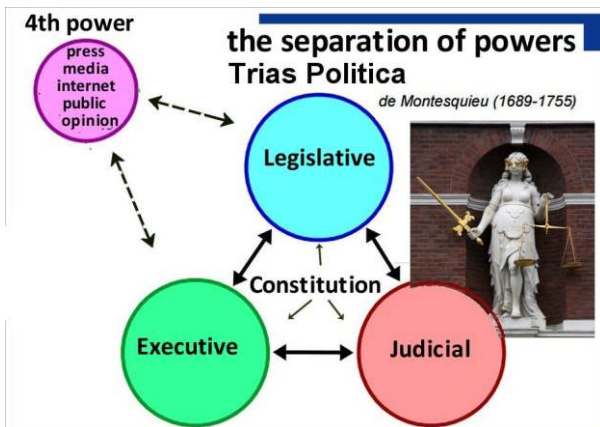 4th power
press
media
internet
public
opinion
the separation of powers
Trias Politica
de Montesquieu (1689-1755)
Legislative
Constitution
Executive
Judicial